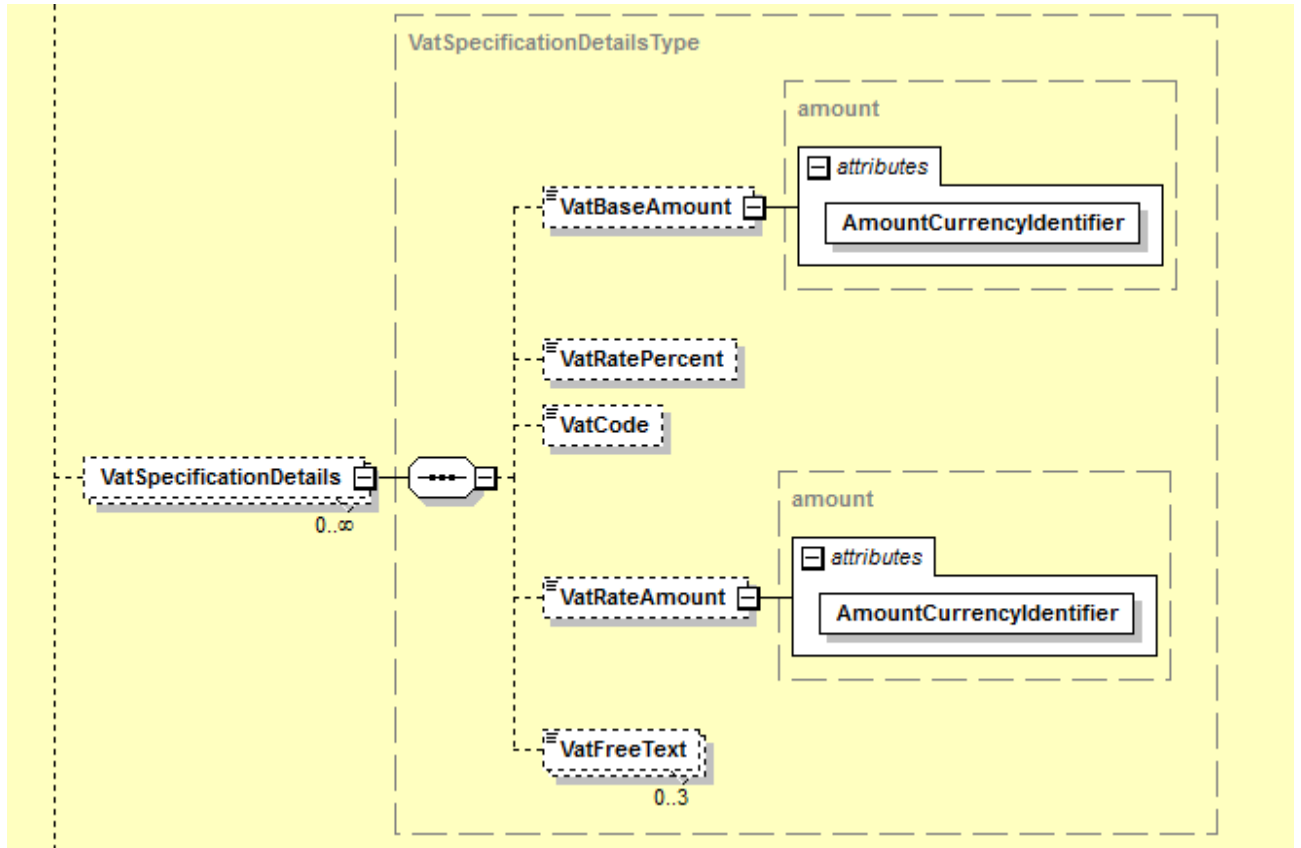 VatSpecificationDetailsType
amount
attributes
VatBaseAmount
AmountCurrencyIdentifier
VatRatePercent
VatCode
VatSpecificationDetails
0..∞
amount
attributes
VatRateAmount
AmountCurrencyIdentifier
VatFreeText
0..3